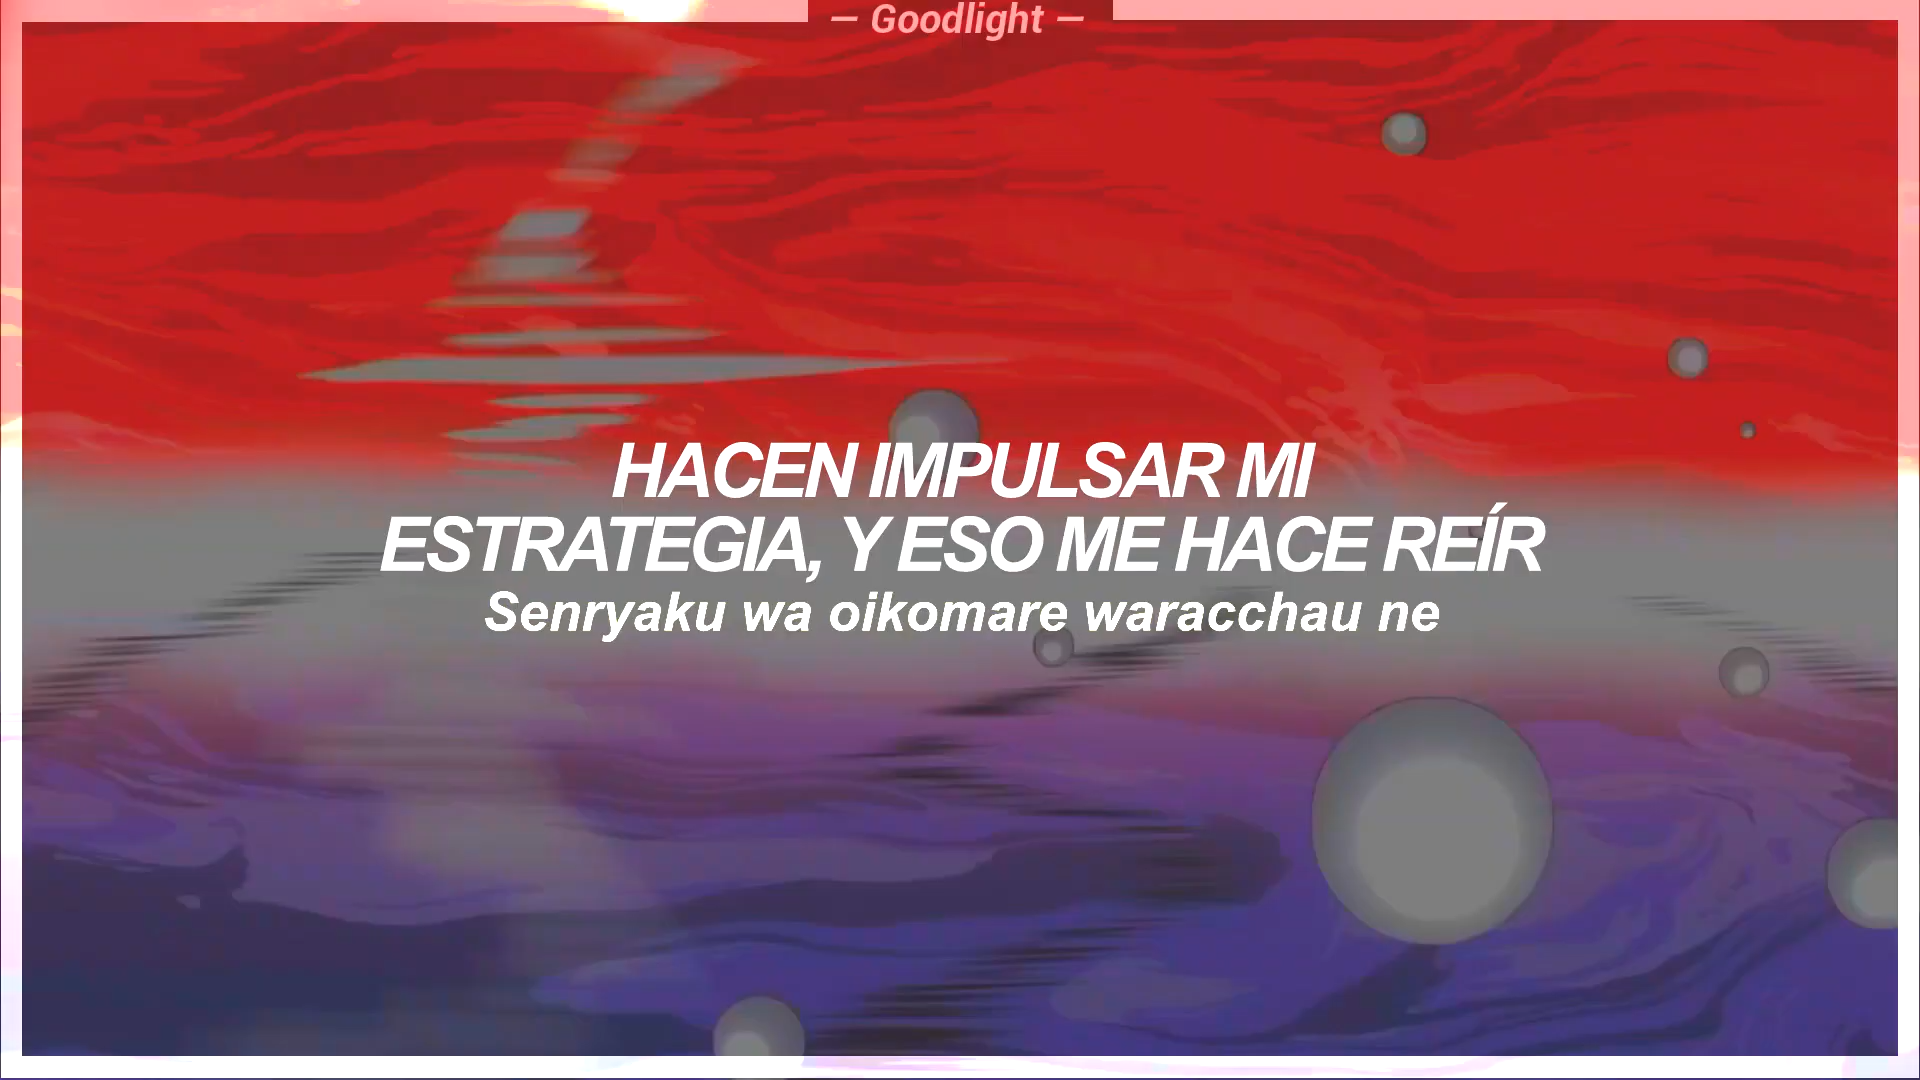 — Goodlight —
HACEN IMPULSAR MI
ESTRATEGIA, Y ESO ME HACE REÍR
Senryaku wa oikomare waracchau ne